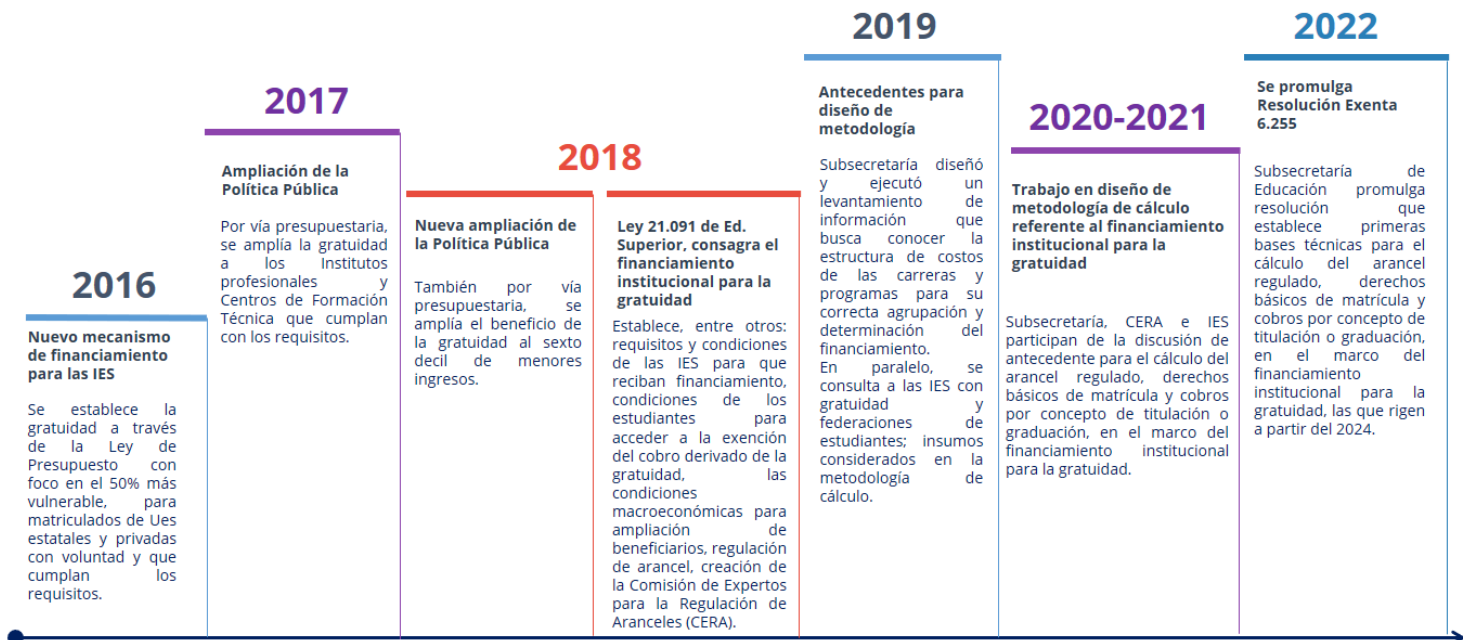 2016
Nuevo mecanismo
de financiamiento
para las IES
Se establece la
gratuidad a través
de la Ley de
Presupuesto con
foco en el 50% más
vulnerable, para
matriculados de Ues
estatales y privadas
con voluntad y que
cumplan los
requisitos.
2017
Ampliación de la
Política Pública
Por vía presupuestaria,
se amplía la gratuidad
a los Institutos
profesionales y
Centros de Formación
Técnica que cumplan
con los requisitos.
2018
Nueva ampliación de
la Política Pública
También por vía
presupuestaria, se
amplía el beneficio de
la gratuidad al sexto
decil de menores
ingresos.
Ley 21.091 de Ed.
Superior, consagra el
financiamiento
institucional para la
gratuidad
Establece, entre otros:
requisitos y condiciones
de las IES para que
reciban financiamiento,
condiciones de los
estudiantes para
acceder a la exención
del cobro derivado de la
gratuidad, las
condiciones
macroeconómicas para
ampliación de
beneficiarios, regulación
de arancel, creación de
la Comisión de Expertos
para la Regulación de
Aranceles (CERA).
2019
Antecedentes para
diseño de
metodología
Subsecretaría diseñó
y ejecutó un
levantamiento de
información que
busca conocer la
estructura de costos
de las carreras y
programas para su
correcta agrupación y
determinación del
financiamiento.
En paralelo, se
consulta a las IES con
gratuidad y
federaciones de
estudiantes; insumos
considerados en la
metodología de
cálculo.
2020-2021
Trabajo en diseño de
metodología de cálculo
referente al financiamiento
institucional para la
gratuidad
Subsecretaría, CERA e IES
participan de la discusión de
antecedente para el cálculo del
arancel regulado, derechos
básicos de matrícula y cobros
por concepto de titulación o
graduación, en el marco del
financiamiento institucional
para la gratuidad.
2022
Se promulga
Resolución Exenta
6.255
Subsecretaría de
Educación promulga
resolución que
establece primeras
bases técnicas para el
cálculo del arancel
regulado, derechos
básicos de matrícula y
cobros por concepto de
titulación o graduación,
en el marco del
financiamiento
institucional para la
gratuidad, las que rigen
a partir del 2024.